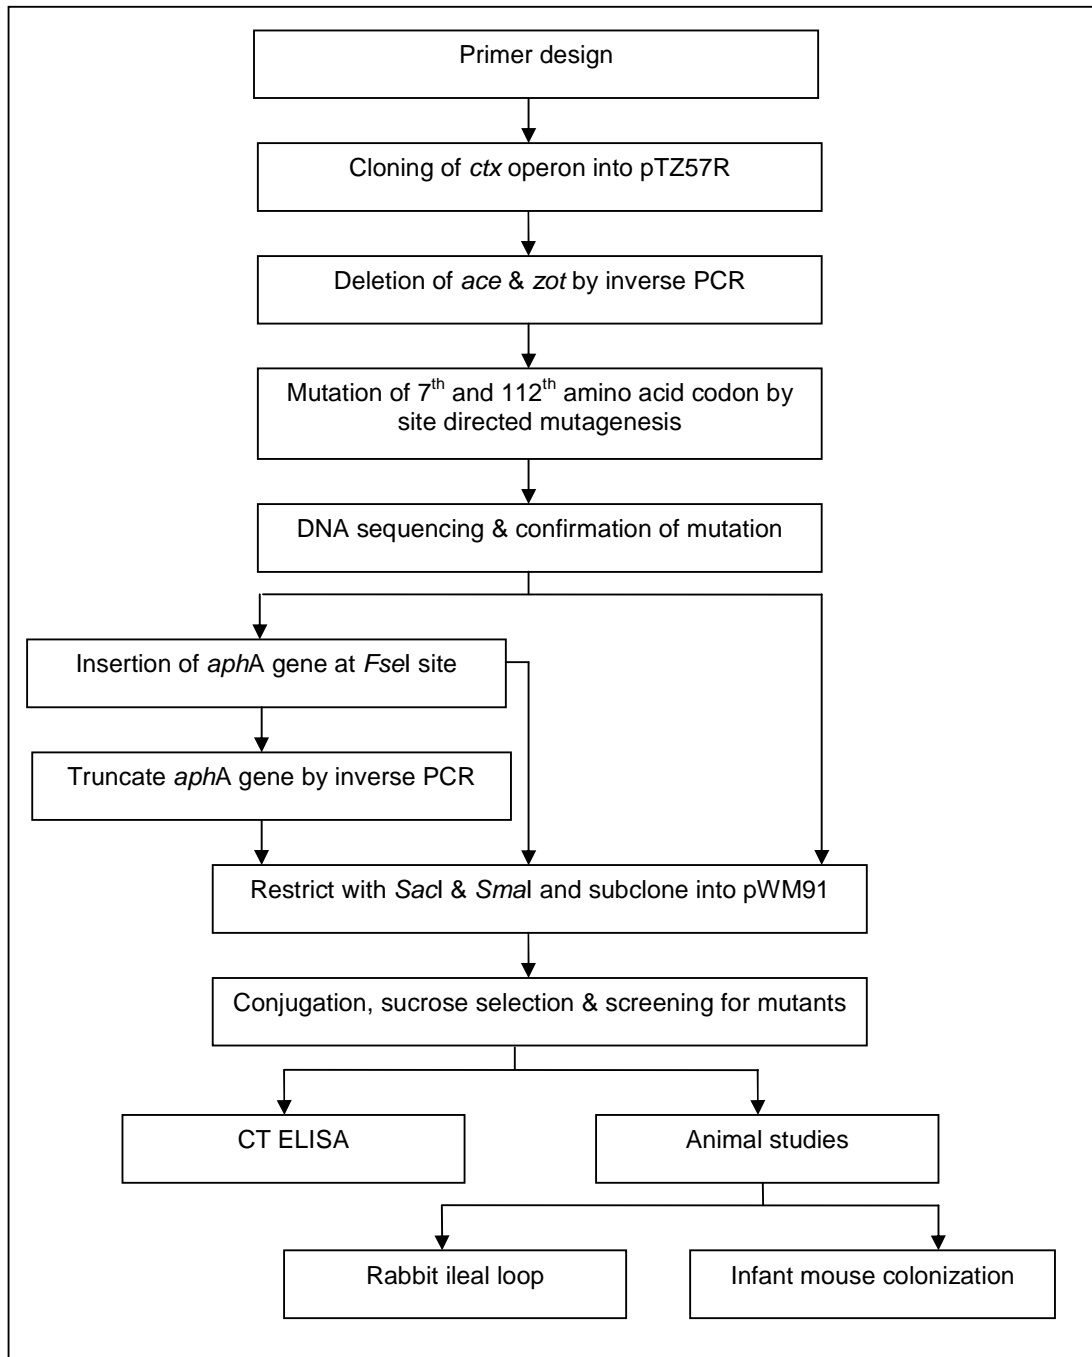 Primer design
Cloning of ctx operon into pTZ57R
Deletion of ace & zot by inverse PCR
Mutation of 7th and 112th amino acid codon by
site directed mutagenesis
DNA sequencing & confirmation of mutation
Insertion of aphA gene at FseI site
Truncate aphA gene by inverse PCR
Restrict with SacI & SmaI and subclone into pWM91
Conjugation, sucrose selection & screening for mutants
CT ELISA
Animal studies
Rabbit ileal loop
Infant mouse colonization